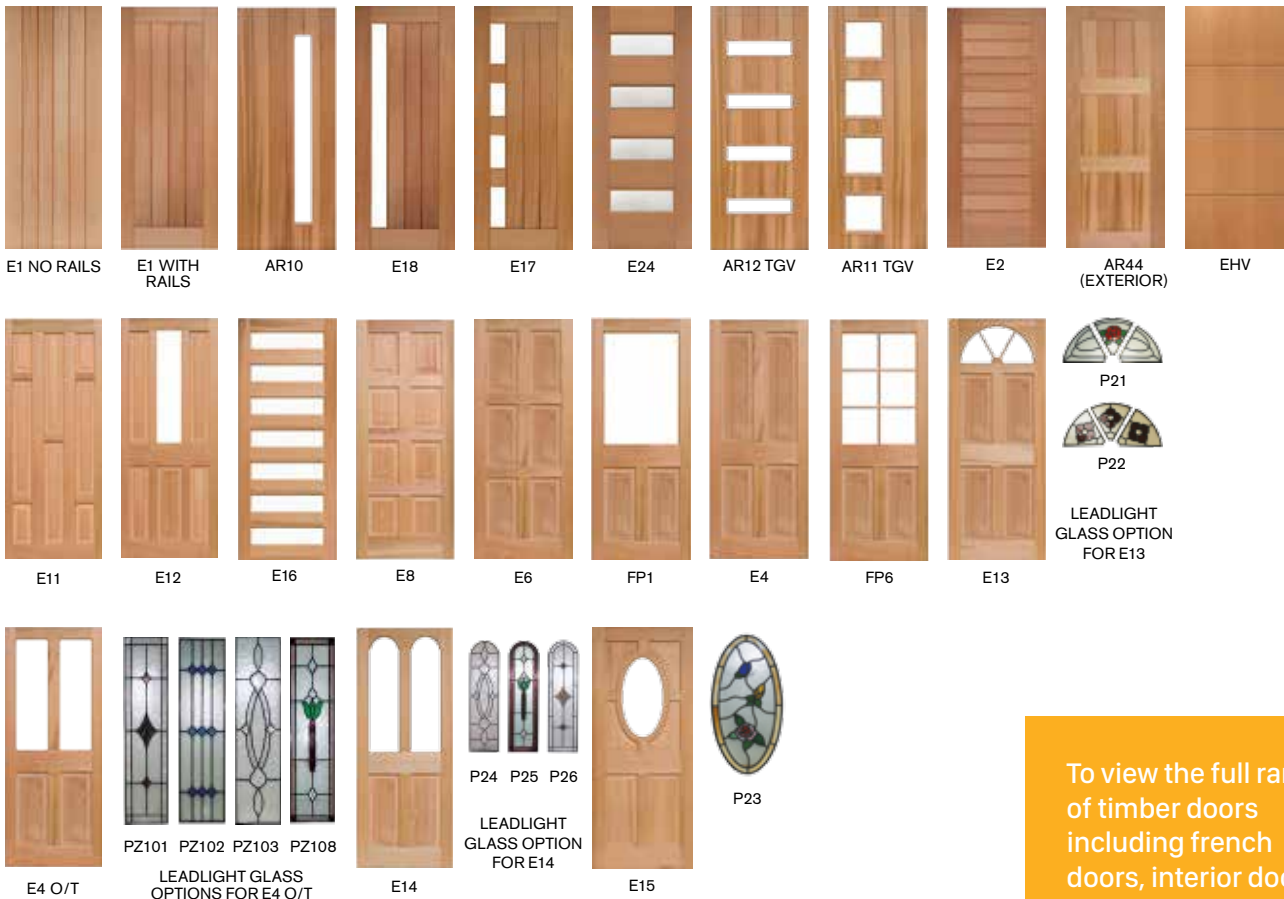 E1 NO RAILS
E1 WITH
RAILS
AR10
E18
E17
E24
AR12 TGV
AR11 TGV
E2
AR44
(EXTERIOR)
EHV
E11
E12
E16
E8
E6
FP1
E4
FP6
E13
P21
P22
LEADLIGHT
GLASS OPTION
FOR E13
E4 O/T
PZ101
PZ102
PZ103
PZ108
LEADLIGHT GLASS
OPTIONS FOR E4 O/T
E14
P24
P25
P26
LEADLIGHT
GLASS OPTION
FOR E14
E15
P23
To view the full
of timber doors
including french
doors, interior